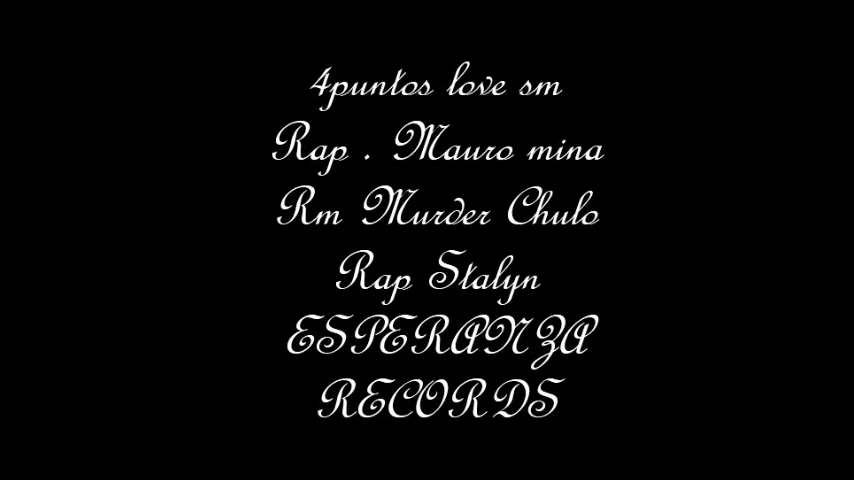 4puntos love sm
Rap . Mauro mina
Rm Murder Chulo
Rap Stalyn
ESPERANZA
RECORDS